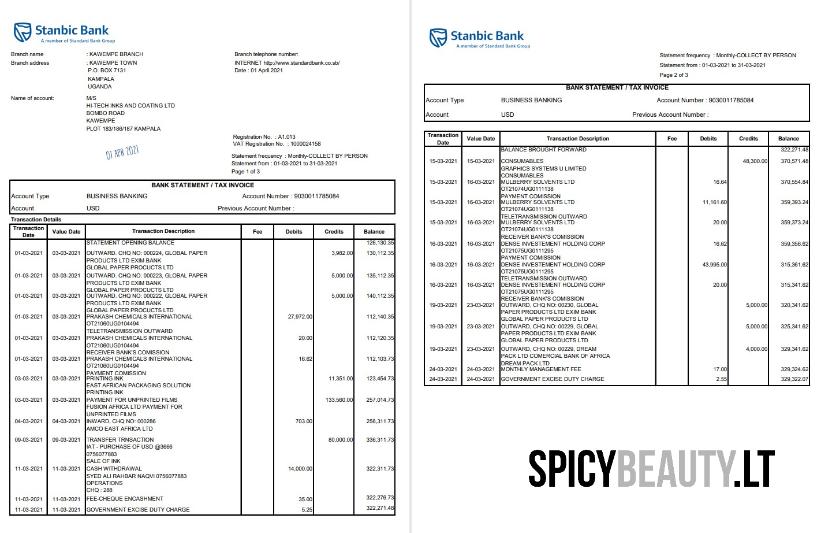 Stanbic Bank
A member of Standard Bank Group
Branch name : KAWEMPE BRANCH
Branch address : KAWEMPE TOWN
P.O. BOX 7131
KAMPALA
UGANDA
Branch telephone number:
INTERNET http://www.standardbank.co.sb/
Date : 01 April 2021
Name of account: M/S
HI-TECH INKS AND COATING LTD
BOMBO ROAD
KAWEMPE
PLOT 183/186/187 KAMPALA
01 APR 2021
Registration No. : A1.013
VAT Registration No. : 1000024158
Statement frequency : Monthly-COLLECT BY PERSON
Statement from : 01-03-2021 to 31-03-2021
Page 1 of 3
BANK STATEMENT / TAX INVOICE
Account Type BUSINESS BANKING Account Number : 9030011785084
Account USD Previous Account Number :
Transaction Details
Transaction Date Value Date Transaction Description Fee Debits Credits Balance
STATEMENT OPENING BALANCE 126,130.35
01-03-2021 03-03-2021 OUTWARD, CHQ NO: 000224, GLOBAL PAPER 3,982.00 130,112.35
PRODUCTS LTD EXIM BANK
GLOBAL PAPER PRODUCTS LTD
01-03-2021 03-03-2021 OUTWARD, CHQ NO: 000223, GLOBAL PAPER 5,000.00 135,112.35
PRODUCTS LTD EXIM BANK
GLOBAL PAPER PRODUCTS LTD
01-03-2021 03-03-2021 OUTWARD, CHQ NO: 000222, GLOBAL PAPER 5,000.00 140,112.35
PRODUCTS LTD EXIM BANK
GLOBAL PAPER PRODUCTS LTD
01-03-2021 01-03-2021 PRAKASH CHEMICALS INTERNATIONAL 27,972.00 112,140.35
OT21060UG0104494
TELETRANSMISSION OUTWARD
01-03-2021 01-03-2021 PRAKASH CHEMICALS INTERNATIONAL 20.00 112,120.35
OT21060UG0104494
RECEIVER BANK'S COMISSION
01-03-2021 01-03-2021 PRAKASH CHEMICALS INTERNATIONAL 16.62 112,103.73
OT21060UG0104494
PAYMENT COMISSION
03-03-2021 03-03-2021 PRINTING INK 11,351.00 123,454.73
EAST AFRICAN PACKAGING SOLUTION
PRINTING INK
03-03-2021 03-03-2021 PAYMENT FOR UNPRINTED FILMS 133,560.00 257,014.73
FUSION AFRICA LTD PAYMENT FOR
UNPRINTED FILMS
04-03-2021 04-03-2021 INWARD, CHQ NO: 000286 703.00 256,311.73
AMCO EAST AFRICA LTD
09-03-2021 09-03-2021 TRANSFER TRNSACTION 80,000.00 336,311.73
IAT - PURCHASE OF USD @3666
0756077883
SALE OF INK
11-03-2021 11-03-2021 CASH WITHDRAWAL 14,000.00 322,311.73
SYED ALI RAHBAR NAQVI 0756077883
OPERATIONS
CHQ : 288
11-03-2021 11-03-2021 FEE-CHEQUE ENCASHMENT 35.00 322,276.73
11-03-2021 11-03-2021 GOVERNMENT EXCISE DUTY CHARGE 5.25 322,271.48
Stanbic Bank
A member of Standard Bank Group
Statement frequency : Monthly-COLLECT BY PERSON
Statement from : 01-03-2021 to 31-03-2021
Page 2 of 3
BANK STATEMENT / TAX INVOICE
Account Type BUSINESS BANKING Account Number : 9030011785084
Account USD Previous Account Number :
Transaction Date Value Date Transaction Description Fee Debits Credits Balance
BALANCE BROUGHT FORWARD 322,271.48
15-03-2021 15-03-2021 CONSUMABLES 48,300.00 370,571.48
GRAPHICS SYSTEMS U LIMITED
CONSUMABLES
15-03-2021 16-03-2021 MULBERRY SOLVENTS LTD 16.64 370,554.84
OT21074UG0111138
PAYMENT COMISSION
15-03-2021 16-03-2021 MULBERRY SOLVENTS LTD 11,161.60 359,393.24
OT21074UG0111138
TELETRANSMISSION OUTWARD
15-03-2021 16-03-2021 MULBERRY SOLVENTS LTD 20.00 359,373.24
OT21074UG0111138
RECEIVER BANK'S COMISSION
16-03-2021 16-03-2021 DENSE INVESTMENT HOLDING CORP 16.62 359,356.62
OT21075UG0111295
PAYMENT COMISSION
16-03-2021 16-03-2021 DENSE INVESTMENT HOLDING CORP 43,995.00 315,361.62
OT21075UG0111295
TELETRANSMISSION OUTWARD
16-03-2021 16-03-2021 DENSE INVESTMENT HOLDING CORP 20.00 315,341.62
OT21075UG0111295
RECEIVER BANK'S COMISSION
19-03-2021 23-03-2021 OUTWARD, CHQ NO: 00230, GLOBAL 5,000.00 320,341.62
PAPER PRODUCTS LTD EXIM BANK
GLOBAL PAPER PRODUCTS LTD
19-03-2021 23-03-2021 OUTWARD, CHQ NO: 00229, GLOBAL 5,000.00 325,341.62
PAPER PRODUCTS LTD EXIM BANK
GLOBAL PAPER PRODUCTS LTD
19-03-2021 23-03-2021 OUTWARD, CHQ NO: 00229, DREAM 4,000.00 329,341.62
PACK LTD COMERCIAL BANK OF AFRICA
DREAM PACK LTD
24-03-2021 24-03-2021 MONTHLY MANAGEMENT FEE 17.00 329,324.62
24-03-2021 24-03-2021 GOVERNMENT EXCISE DUTY CHARGE 2.55 329,322.07
SPICYBEAUTY.LT